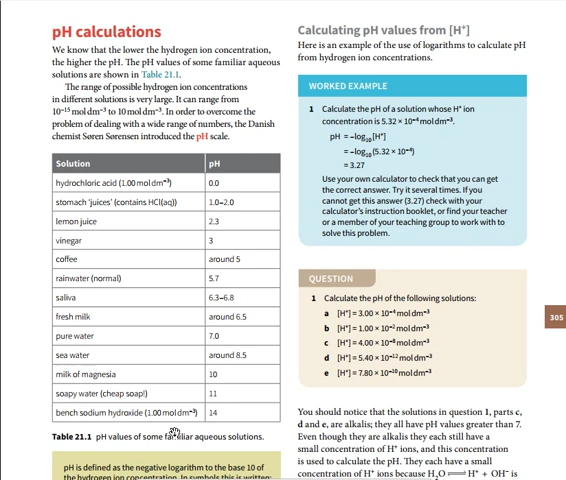 pH calculations
We know that the lower the hydrogen ion concentration,
the higher the pH. The pH values of some familiar aqueous
solutions are shown in Table 21.1.
The range of possible hydrogen ion concentrations
in different solutions is very large. It can range from
10⁻¹⁵ mol dm⁻³ to 10 mol dm⁻³. In order to overcome the
problem of dealing with a wide range of numbers, the Danish
chemist Søren Sørensen introduced the pH scale.
Solution pH
hydrochloric acid (1.00 mol dm⁻³) 0.0
stomach 'juices' (contains HCl(aq)) 1.0–2.0
lemon juice 2.3
vinegar 3
coffee around 5
rainwater (normal) 5.7
saliva 6.3–6.8
fresh milk around 6.5
pure water 7.0
sea water around 8.5
milk of magnesia 10
soapy water (cheap soap!) 11
bench sodium hydroxide (1.00 mol dm⁻³) 14
Table 21.1 pH values of some familiar aqueous solutions.
pH is defined as the negative logarithm to the base 10 of
the hydrogen ion concentration. In symbols this is written:
Calculating pH values from [H⁺]
Here is an example of the use of logarithms to calculate pH
from hydrogen ion concentrations.
WORKED EXAMPLE
1 Calculate the pH of a solution whose H⁺ ion
concentration is 5.32 × 10⁻⁴ mol dm⁻³.
pH = –log₁₀[H⁺]
= –log₁₀(5.32 × 10⁻⁴)
= 3.27
Use your own calculator to check that you can get
the correct answer. Try it several times. If you
cannot get this answer (3.27) check with your
calculator's instruction booklet, or find your teacher
or a member of your teaching group to work with to
solve this problem.
QUESTION
1 Calculate the pH of the following solutions:
a [H⁺] = 3.00 × 10⁻⁴ mol dm⁻³
b [H⁺] = 1.00 × 10⁻² mol dm⁻³
c [H⁺] = 4.00 × 10⁻⁸ mol dm⁻³
d [H⁺] = 5.40 × 10⁻¹² mol dm⁻³
e [H⁺] = 7.80 × 10⁻¹⁰ mol dm⁻³
305
You should notice that the solutions in question 1, parts c,
d and e, are alkalis; they all have pH values greater than 7.
Even though they are alkalis they each still have a
small concentration of H⁺ ions, and this concentration
is used to calculate the pH. They each have a small
concentration of H⁺ ions because H₂O ⇌ H⁺ + OH⁻ is